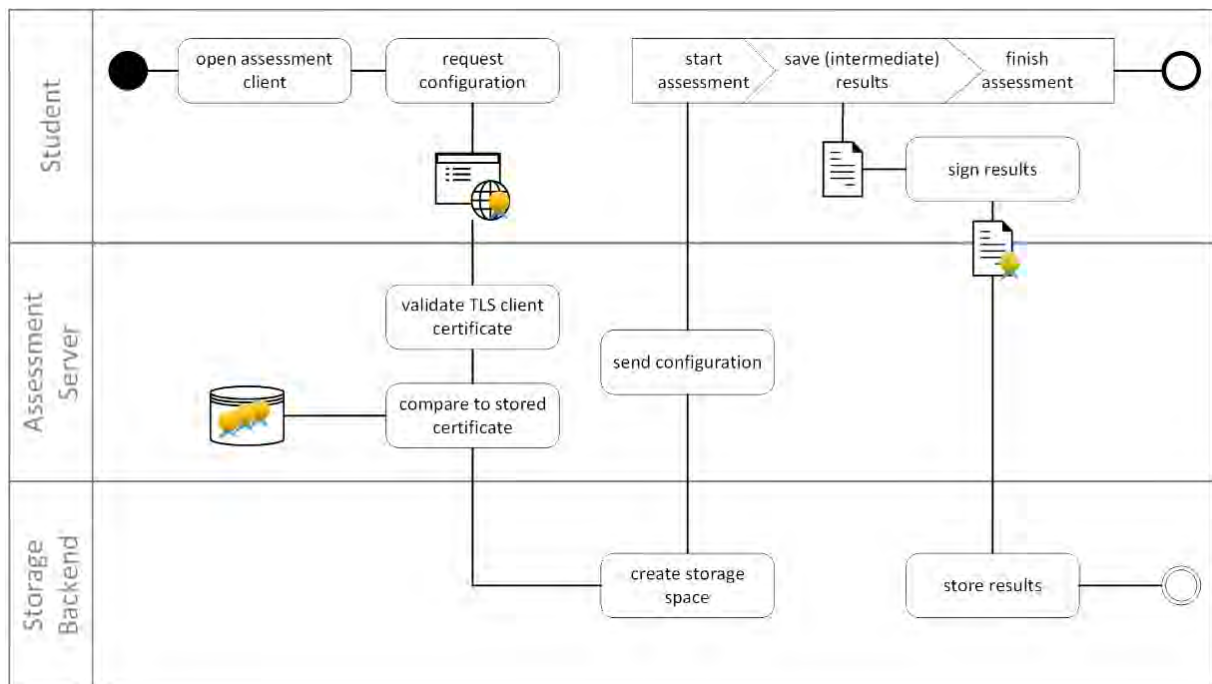 Student
open assessment
client
request
configuration
start
assessment
save (intermediate)
results
finish
assessment
sign results
Assessment
Server
validate TLS client
certificate
send configuration
compare to stored
certificate
Storage
Backend
create storage
space
store results